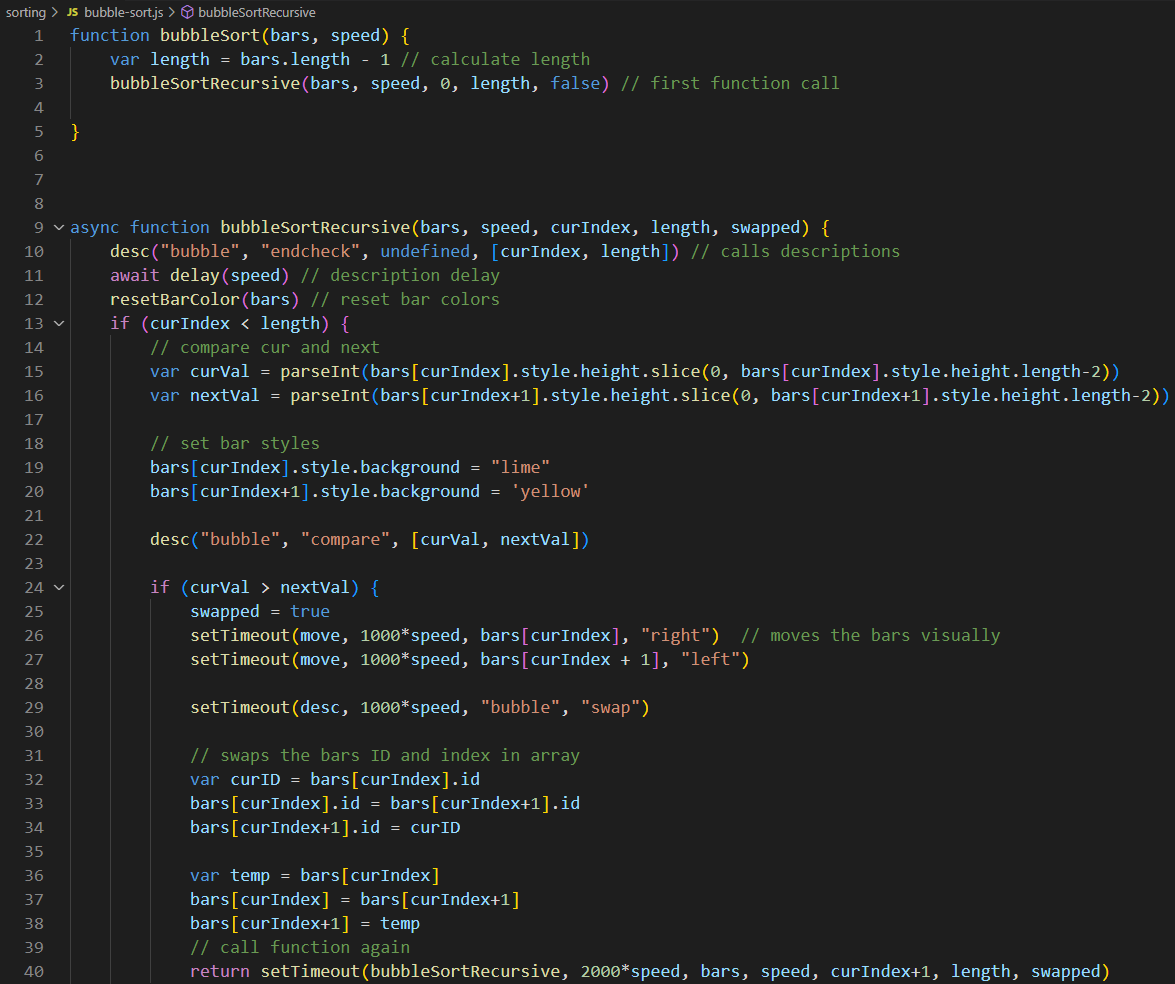 sorting > JS bubble-sort.js > bubbleSortRecursive
1 function bubbleSort(bars, speed) {
2     var length = bars.length - 1 // calculate length
3     bubbleSortRecursive(bars, speed, 0, length, false) // first function call
4
5 }
6
7
8
9 async function bubbleSortRecursive(bars, speed, curIndex, length, swapped) {
10     desc("bubble", "endcheck", undefined, [curIndex, length]) // calls descriptions
11     await delay(speed) // description delay
12     resetBarColor(bars) // reset bar colors
13     if (curIndex < length) {
14         // compare cur and next
15         var curVal = parseInt(bars[curIndex].style.height.slice(0, bars[curIndex].style.height.length-2))
16         var nextVal = parseInt(bars[curIndex+1].style.height.slice(0, bars[curIndex+1].style.height.length-2))
17
18         // set bar styles
19         bars[curIndex].style.background = "lime"
20         bars[curIndex+1].style.background = 'yellow'
21
22         desc("bubble", "compare", [curVal, nextVal])
23
24         if (curVal > nextVal) {
25             swapped = true
26             setTimeout(move, 1000*speed, bars[curIndex], "right")  // moves the bars visually
27             setTimeout(move, 1000*speed, bars[curIndex + 1], "left")
28
29             setTimeout(desc, 1000*speed, "bubble", "swap")
30
31             // swaps the bars ID and index in array
32             var curID = bars[curIndex].id
33             bars[curIndex].id = bars[curIndex+1].id
34             bars[curIndex+1].id = curID
35
36             var temp = bars[curIndex]
37             bars[curIndex] = bars[curIndex+1]
38             bars[curIndex+1] = temp
39             // call function again
40             return setTimeout(bubbleSortRecursive, 2000*speed, bars, speed, curIndex+1, length, swapped)